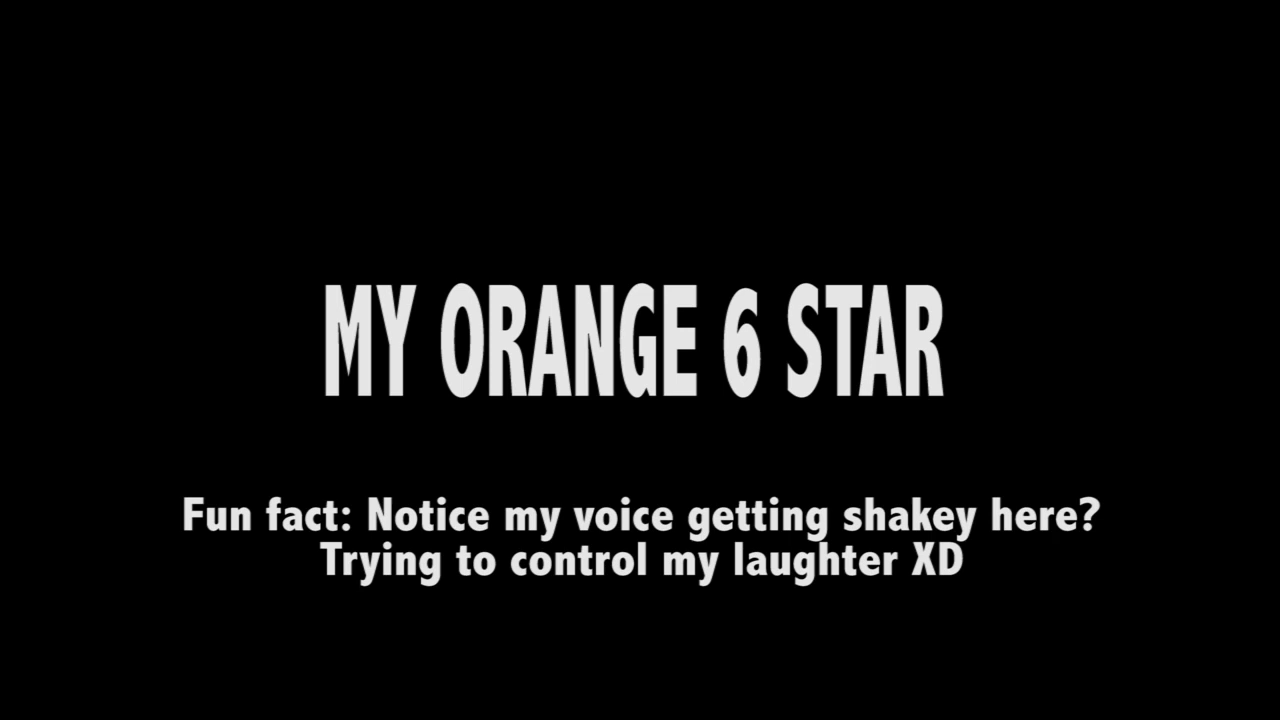 MY ORANGE 6 STAR
Fun fact: Notice my voice getting shakey here?
Trying to control my laughter XD